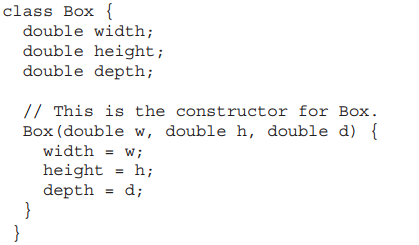 class Box {
  double width;
  double height;
  double depth;

  // This is the constructor for Box.
  Box(double w, double h, double d) {
    width = w;
    height = h;
    depth = d;
  }
}